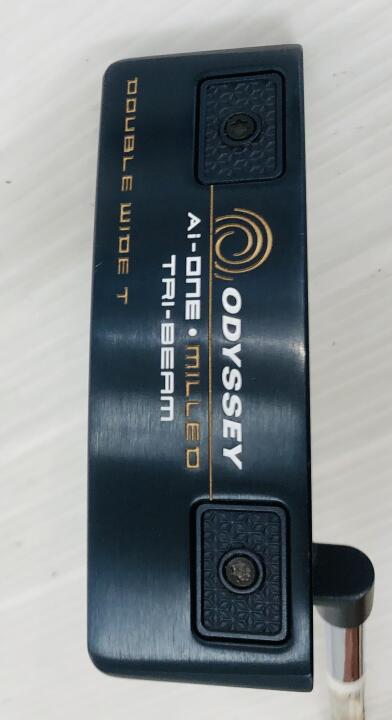 ODYSSEY
AI-ONE • MILLED
TRI-BEAM
DOUBLE WIDE T